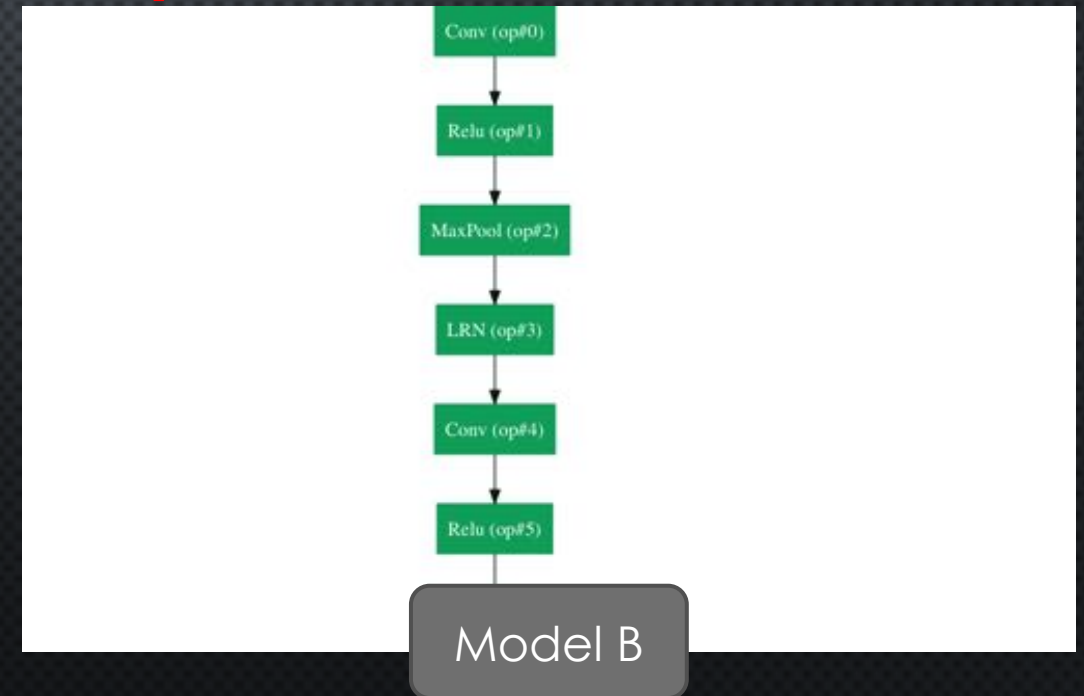 Conv (op#0)
Relu (op#1)
MaxPool (op#2)
LRN (op#3)
Conv (op#4)
Relu (op#5)
Model B